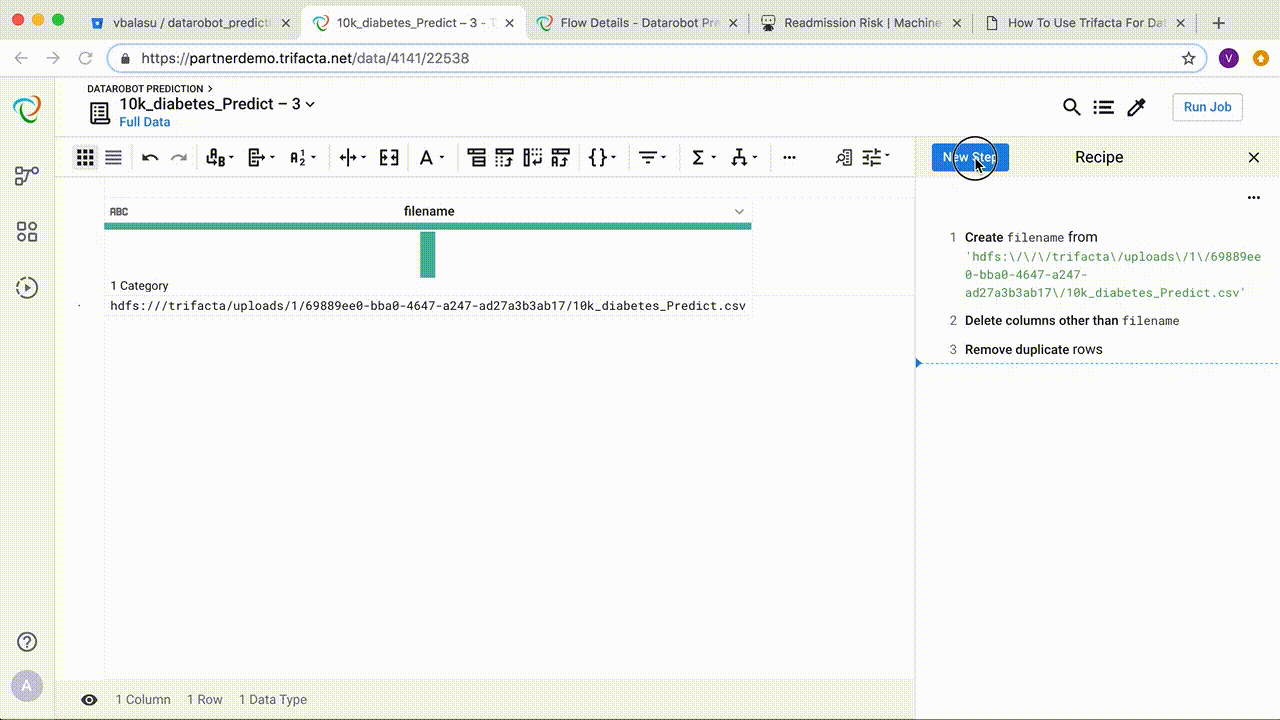 vbalasu / datarobot_predicti
10k_diabetes_Predict – 3 - T
Flow Details - Datarobot Pre
Readmission Risk | Machine
How To Use Trifacta For Dat
https://partnerdemo.trifacta.net/data/4141/22538
V
DATAROBOT PREDICTION >
10k_diabetes_Predict – 3
Full Data
Run Job
New Step
Recipe
ABC
filename
1 Category
hdfs:///trifacta/uploads/1/69889ee0-bba0-4647-a247-ad27a3b3ab17/10k_diabetes_Predict.csv
1 Create filename from
'hdfs:\/\/\/trifacta\/uploads\/1\/69889ee
0-bba0-4647-a247-
ad27a3b3ab17\/10k_diabetes_Predict.csv'
2 Delete columns other than filename
3 Remove duplicate rows
A
1 Column 1 Row 1 Data Type